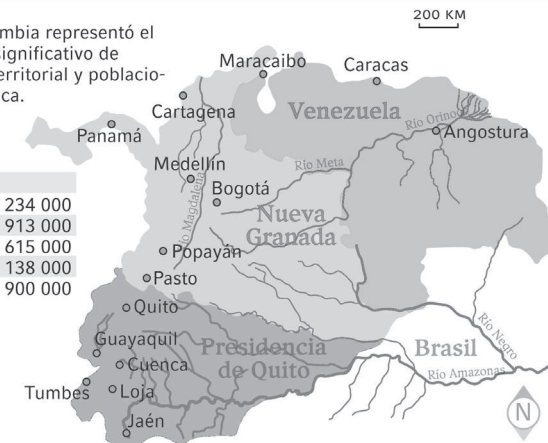 200 KM
mbia representó el
significativo de
erritorial y poblacio-
ca.
234 000
913 000
615 000
138 000
900 000
Maracaibo
Caracas
Cartagena
Venezuela
Río Orinoco
Angostura
Panamá
Medellín
Río Meta
Río Magdalena
Bogotá
Nueva
Granada
Popayán
Pasto
Quito
Guayaquil
Presidencia
de Quito
Cuenca
Brasil
Río Negro
Río Amazonas
Tumbes
Loja
Jaén
N